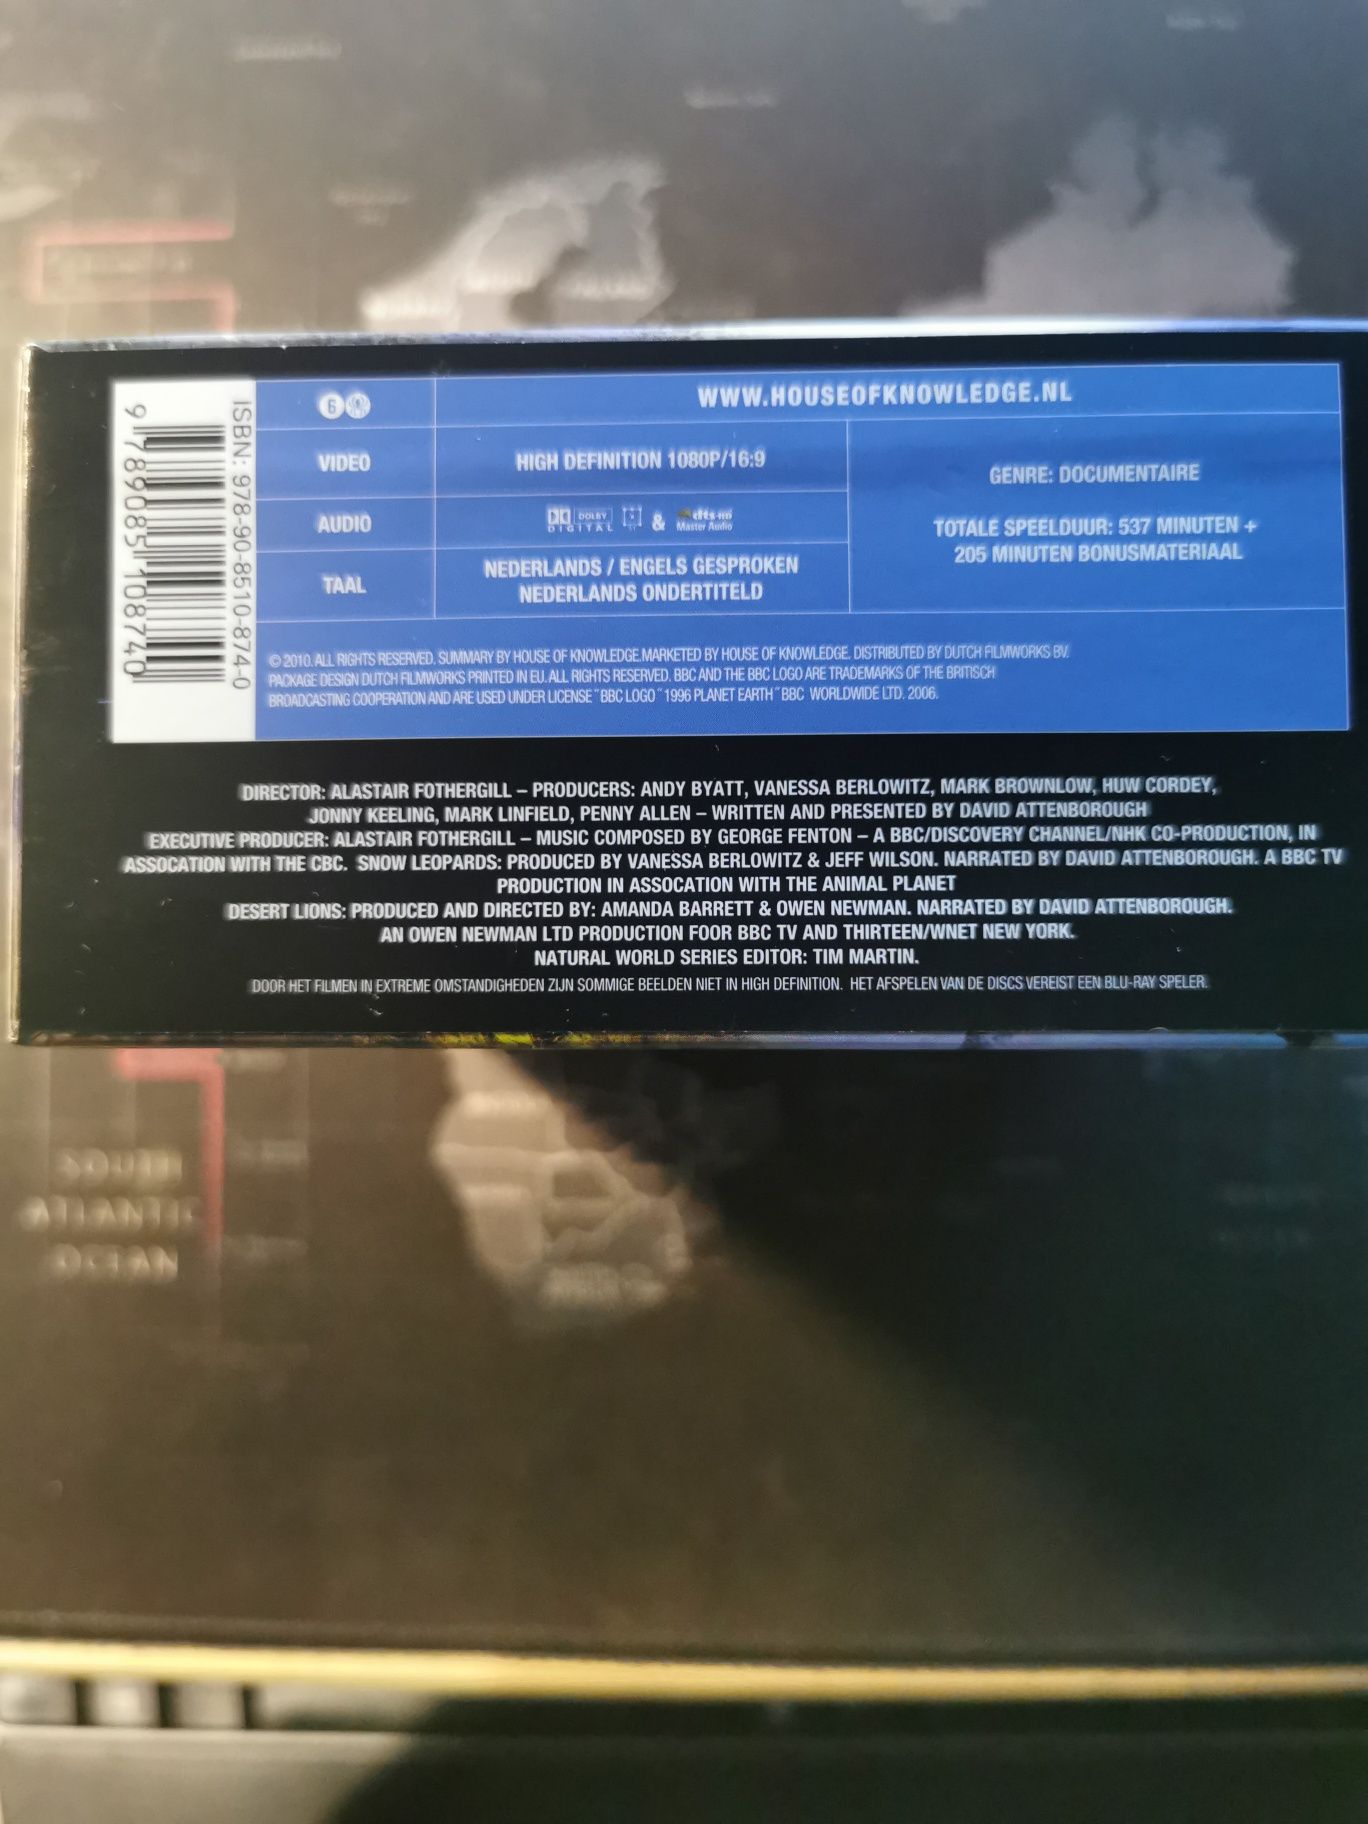 WWW.HOUSEOFKNOWLEDGE.NL
6
VIDEO
HIGH DEFINITION 1080P/16:9
AUDIO
DOLBY
DIGITAL
&
dts-HD
Master Audio
TAAL
NEDERLANDS / ENGELS GESPROKEN
NEDERLANDS ONDERTITELD
GENRE: DOCUMENTAIRE
TOTALE SPEELDUUR: 537 MINUTEN +
205 MINUTEN BONUSMATERIAAL
ISBN: 978-90-8510-874-0
9 789085 108740
© 2010. ALL RIGHTS RESERVED. SUMMARY BY HOUSE OF KNOWLEDGE.MARKETED BY HOUSE OF KNOWLEDGE. DISTRIBUTED BY DUTCH FILMWORKS BV.
PACKAGE DESIGN DUTCH FILMWORKS PRINTED IN EU. ALL RIGHTS RESERVED. BBC AND THE BBC LOGO ARE TRADEMARKS OF THE BRITISCH
BROADCASTING COOPERATION AND ARE USED UNDER LICENSE "BBC LOGO " 1996 PLANET EARTH " BBC WORLDWIDE LTD. 2006.
DIRECTOR: ALASTAIR FOTHERGILL – PRODUCERS: ANDY BYATT, VANESSA BERLOWITZ, MARK BROWNLOW, HUW CORDEY,
JONNY KEELING, MARK LINFIELD, PENNY ALLEN – WRITTEN AND PRESENTED BY DAVID ATTENBOROUGH
EXECUTIVE PRODUCER: ALASTAIR FOTHERGILL – MUSIC COMPOSED BY GEORGE FENTON – A BBC/DISCOVERY CHANNEL/NHK CO-PRODUCTION, IN
ASSOCATION WITH THE CBC. SNOW LEOPARDS: PRODUCED BY VANESSA BERLOWITZ & JEFF WILSON. NARRATED BY DAVID ATTENBOROUGH. A BBC TV
PRODUCTION IN ASSOCATION WITH THE ANIMAL PLANET
DESERT LIONS: PRODUCED AND DIRECTED BY: AMANDA BARRETT & OWEN NEWMAN. NARRATED BY DAVID ATTENBOROUGH.
AN OWEN NEWMAN LTD PRODUCTION FOOR BBC TV AND THIRTEEN/WNET NEW YORK.
NATURAL WORLD SERIES EDITOR: TIM MARTIN.
DOOR HET FILMEN IN EXTREME OMSTANDIGHEDEN ZIJN SOMMIGE BEELDEN NIET IN HIGH DEFINITION. HET AFSPELEN VAN DE DISCS VEREIST EEN BLU-RAY SPELER.
SOUTH
ATLANTIC
OCEAN